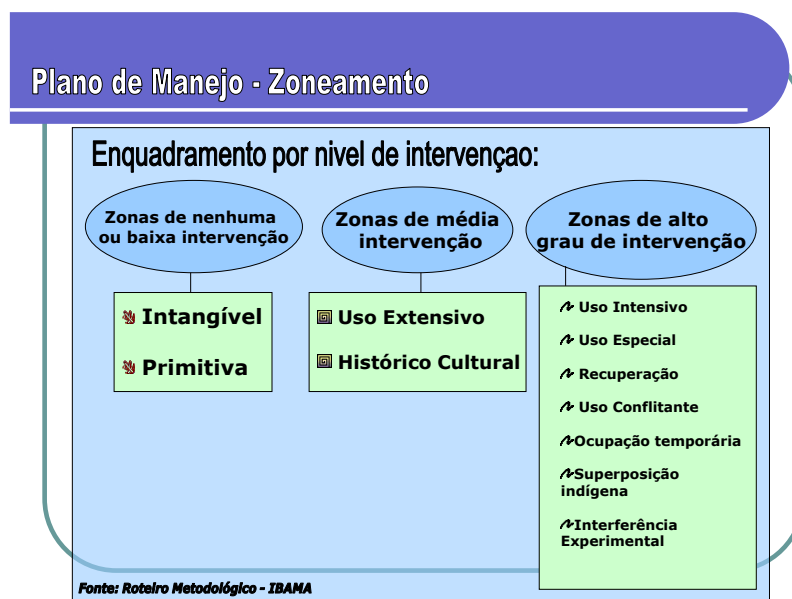 Plano de Manejo - Zoneamento
Enquadramento por nivel de intervençao:
Zonas de nenhuma
ou baixa intervenção
Intangível
Primitiva
Zonas de média
intervenção
Uso Extensivo
Histórico Cultural
Zonas de alto
grau de intervenção
Uso Intensivo
Uso Especial
Recuperação
Uso Conflitante
Ocupação temporária
Superposição
indígena
Interferência
Experimental
Fonte: Roteiro Metodológico - IBAMA